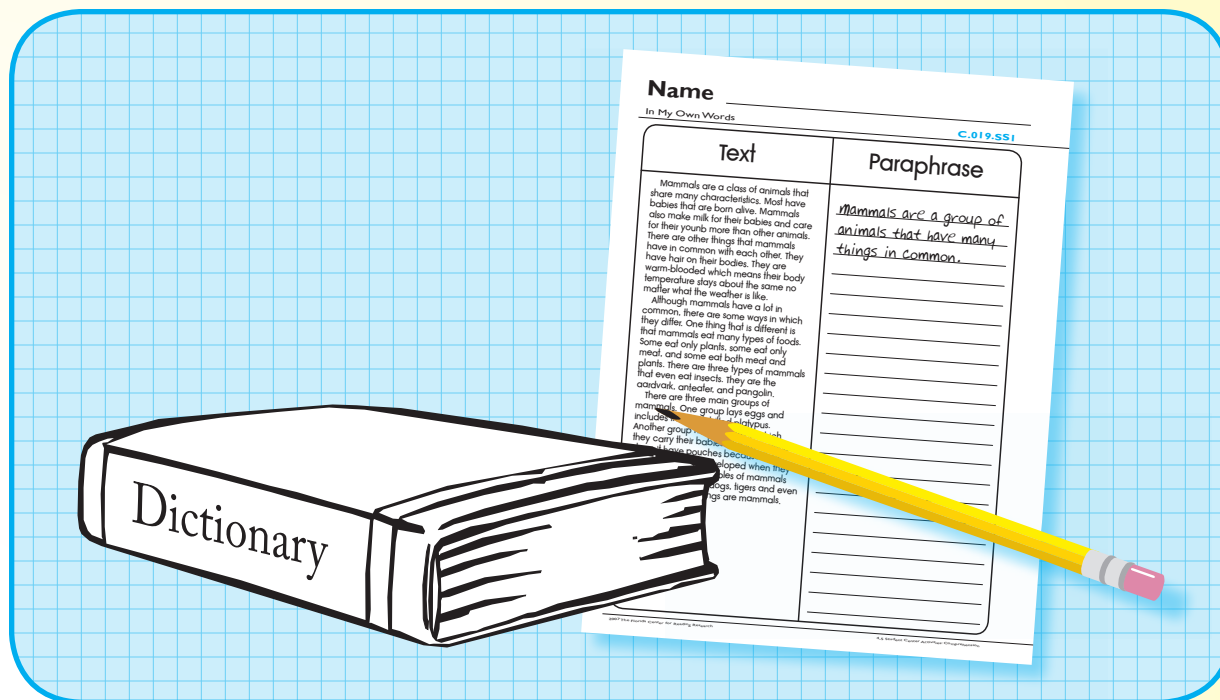 Name
In My Own Words
C.019.SS1
Text
Paraphrase
Mammals are a class of animals that
share many characteristics. Most have
babies that are born alive. Mammals
also make milk for their babies and care
for their younb more than other animals.
There are other things that mammals
have in common with each other. They
have hair on their bodies. They are
warm-blooded which means their body
temperature stays about the same no
matter what the weather is like.
Although mammals have a lot in
common, there are some ways in which
they differ. One thing that is different is
that mammals eat many types of foods.
Some eat only plants, some eat only
meat, and some eat both meat and
plants. There are three types of mammals
that even eat insects. They are the
aardvark, anteater, and pangolin.
There are three main groups of
mammals. One group lays eggs and
includes platypus.
Another group
they carry their
have pouches
when they
of mammals
dogs, tigers and even
are mammals.
mammals are a group of
animals that have many
things in common.
Dictionary